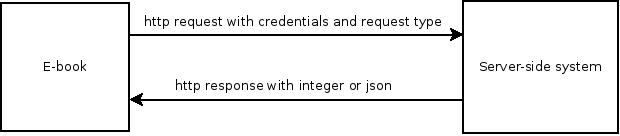 http request with credentials and request type
E-book
Server-side system
http response with integer or json